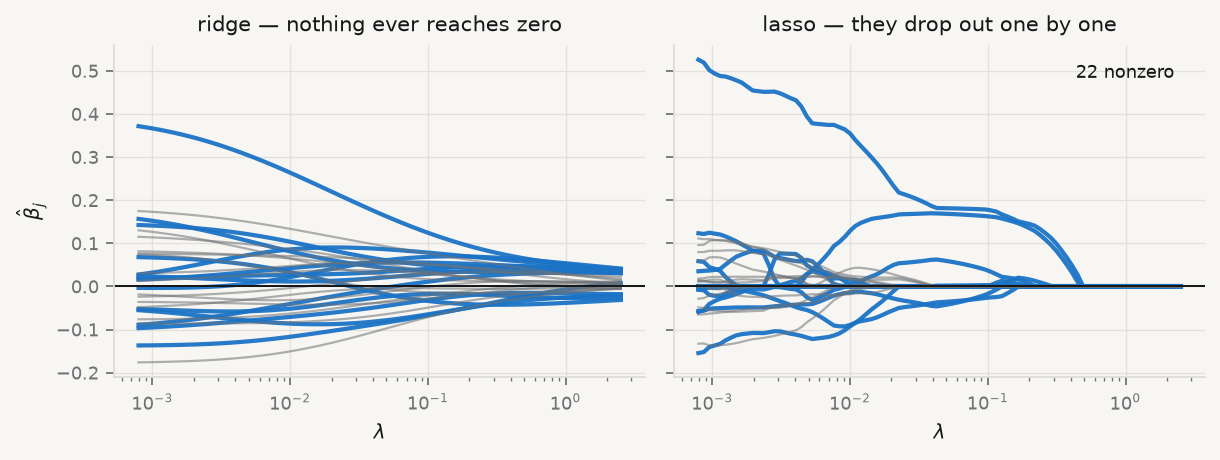 ridge — nothing ever reaches zero
lasso — they drop out one by one
22 nonzero
0.5
0.4
0.3
0.2
0.1
0.0
−0.1
−0.2
β̂ⱼ
10⁻³ 10⁻² 10⁻¹ 10⁰
10⁻³ 10⁻² 10⁻¹ 10⁰
λ
λ